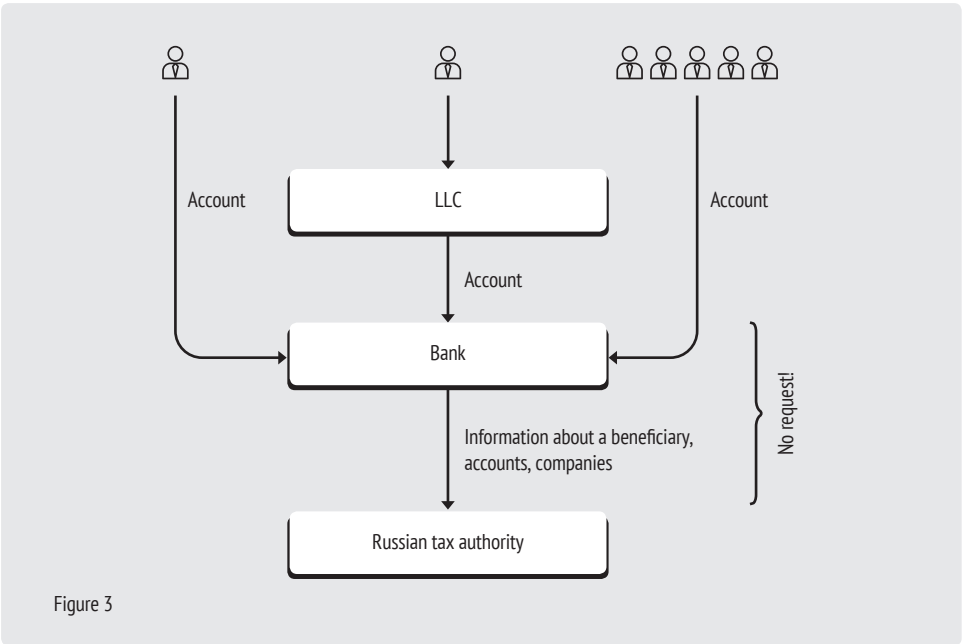 Account
LLC
Account
Account
Bank
No request!
Information about a beneficiary,
accounts, companies
Russian tax authority
Figure 3